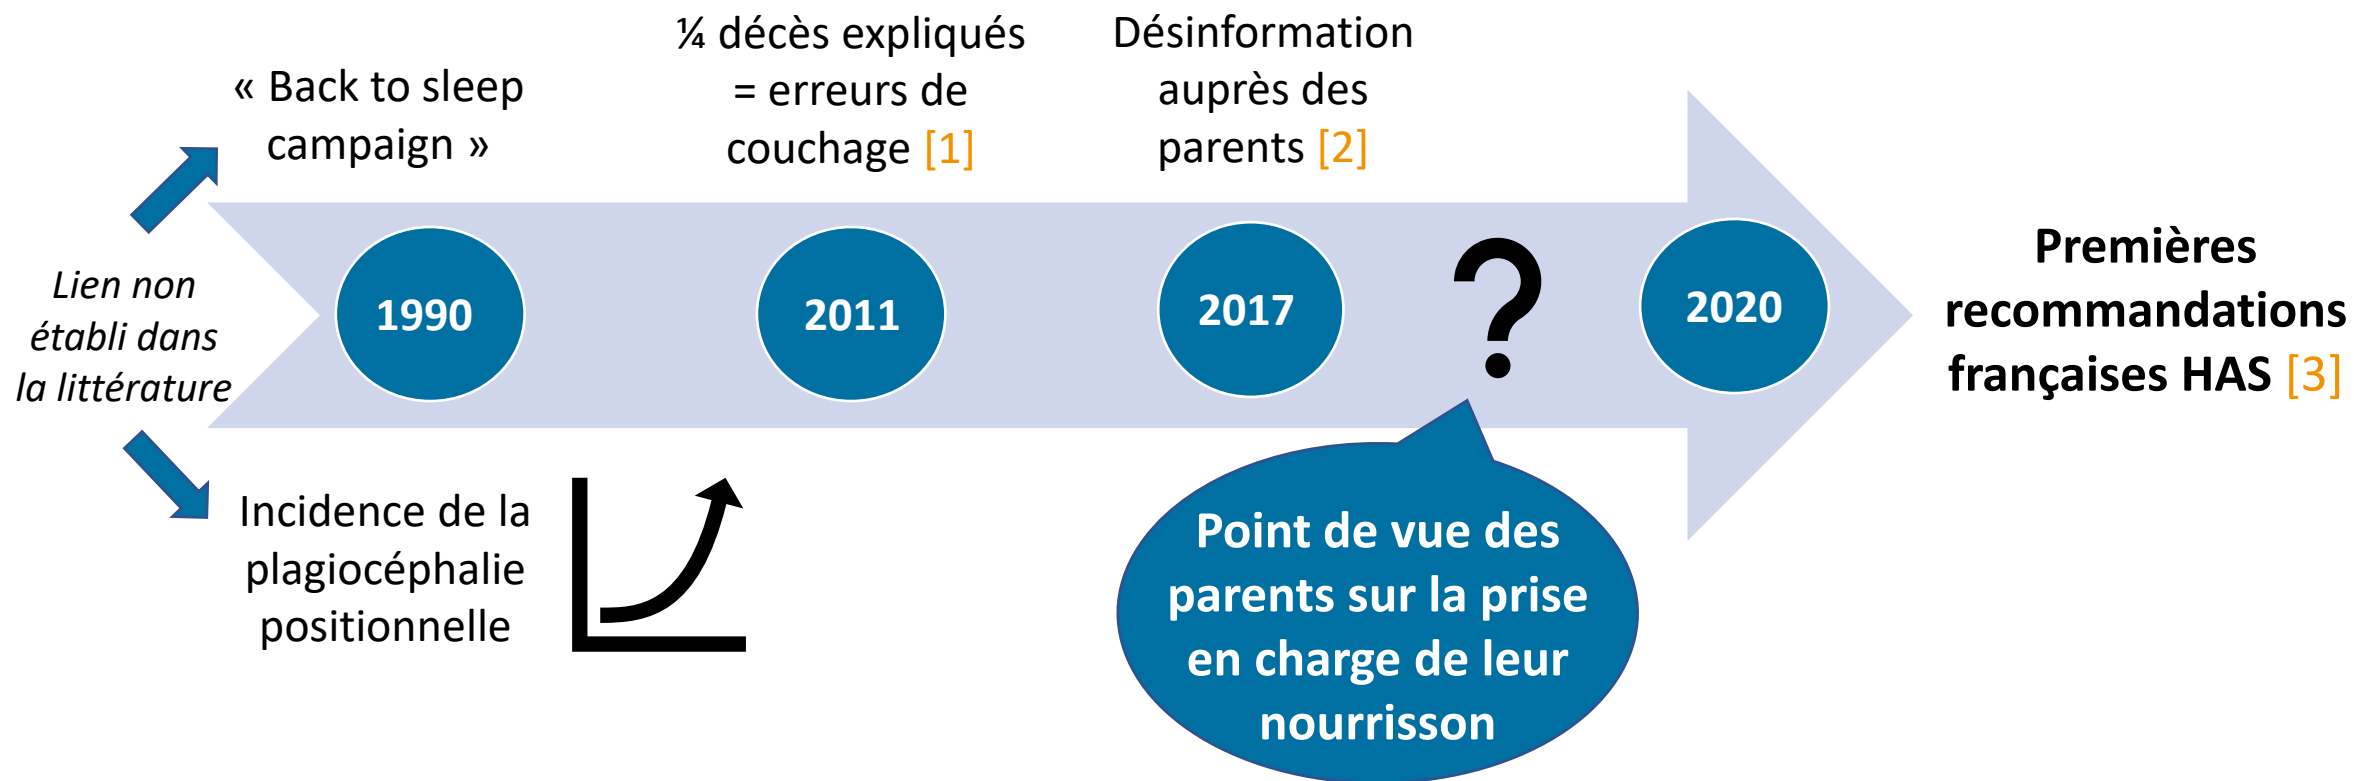 « Back to sleep
campaign »
¼ décès expliqués
= erreurs de
couchage [1]
Désinformation
auprès des
parents [2]
Lien non
établi dans
la littérature
1990
2011
2017
?
2020
Premières
recommandations
françaises HAS [3]
Incidence de la
plagiocéphalie
positionnelle
Point de vue des
parents sur la prise
en charge de leur
nourrisson